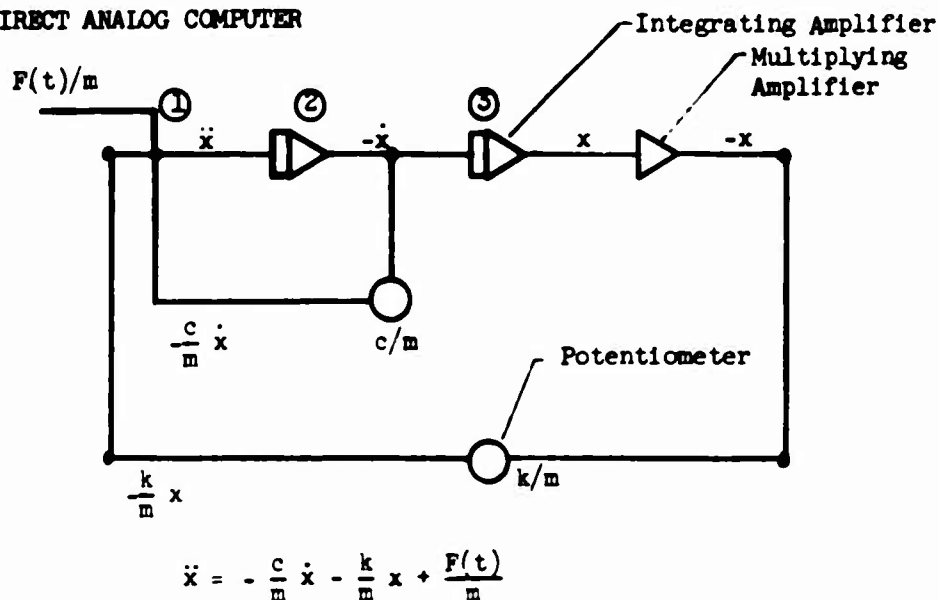 IRECT ANALOG COMPUTER
Integrating Amplifier
Multiplying
Amplifier
F(t)/m
① ② ③
ẍ -ẋ x -x
-c/m ẋ
c/m
Potentiometer
k/m
-k/m x
ẍ = - c/m ẋ - k/m x + F(t)/m